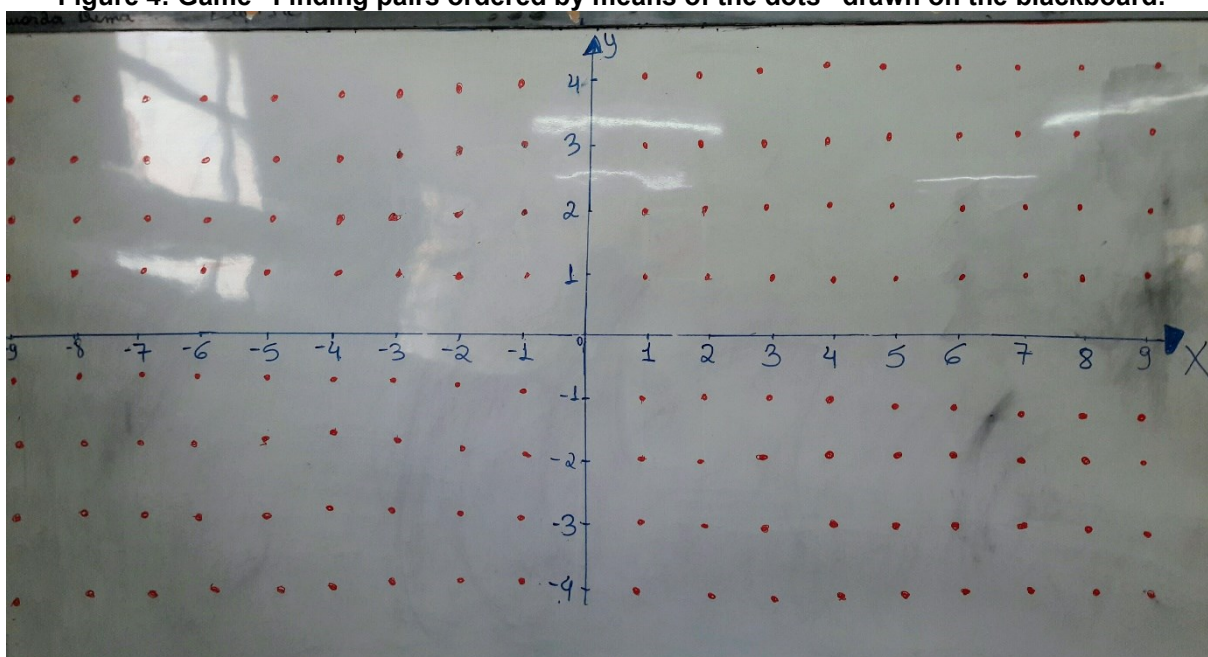 Figure 4: Game "Finding pairs ordered by means of the dots" drawn on the blackboard.
y
4
3
2
1
-9 -8 -7 -6 -5 -4 -3 -2 -1 0 1 2 3 4 5 6 7 8 9 X
-1
-2
-3
-4